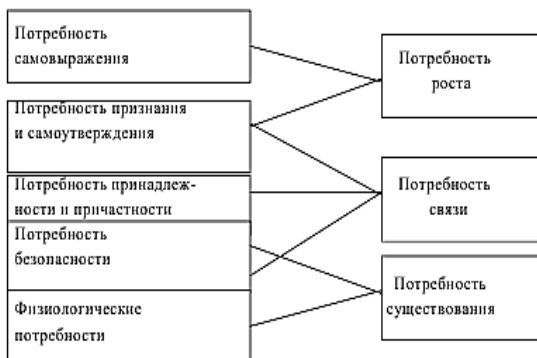 Потребность
самовыражения
Потребность признания
и самоутверждения
Потребность принадлеж-
ности и причастности
Потребность
безопасности
Физиологические
потребности
Потребность
роста
Потребность
связи
Потребность
существования